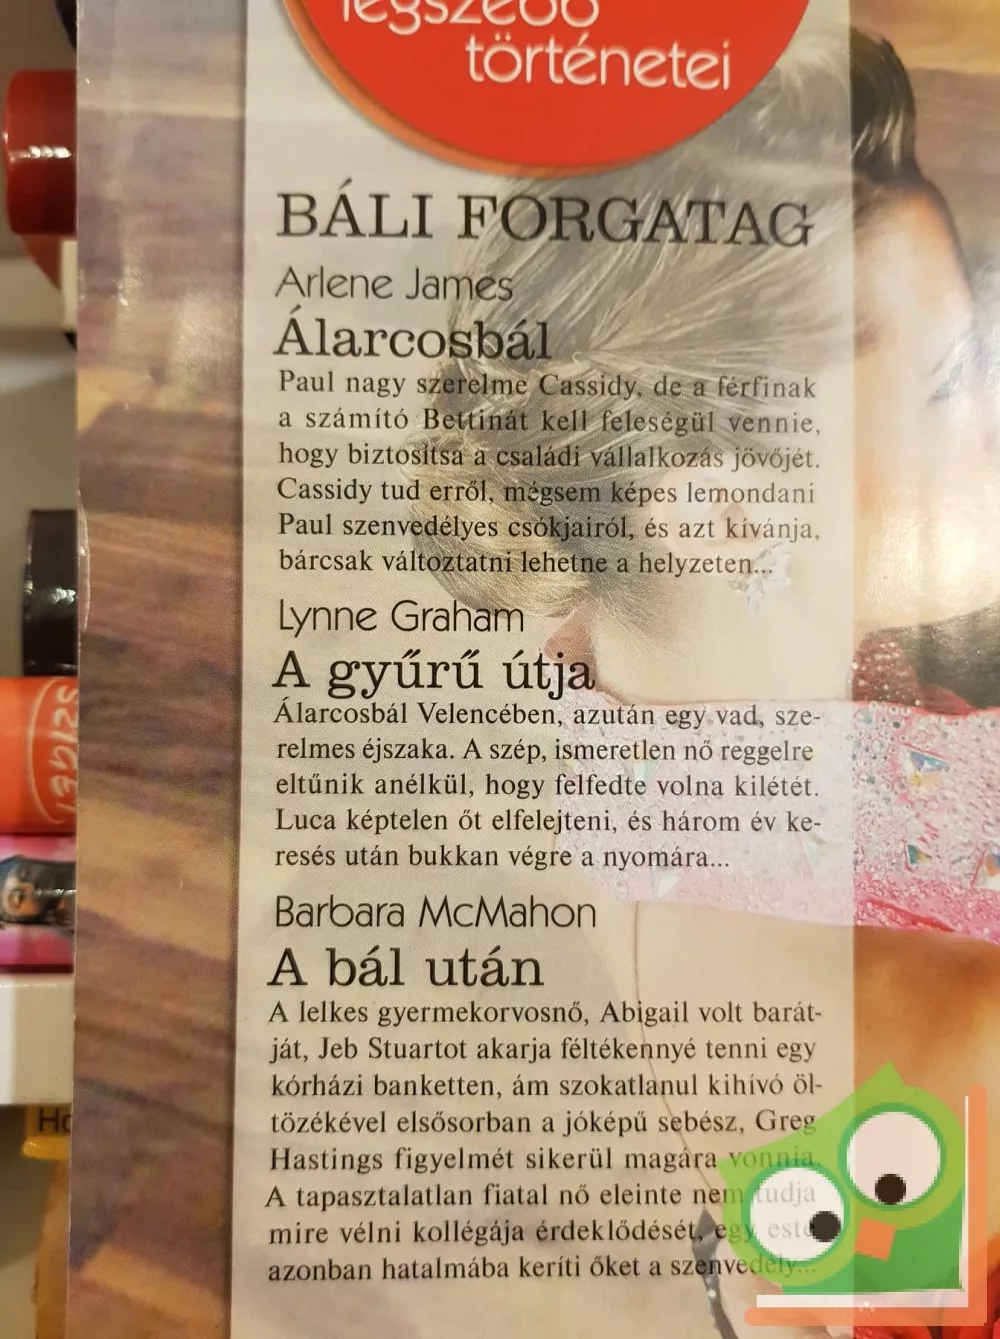 legszebb
történetei
BÁLI FORGATAG
Arlene James
Álarcosbál
Paul nagy szerelme Cassidy, de a férfinak
a számító Bettinát kell feleségül vennie,
hogy biztosítsa a családi vállalkozás jövőjét.
Cassidy tud erről, mégsem képes lemondani
Paul szenvedélyes csókjairól, és azt kívánja,
bárcsak változtatni lehetne a helyzeten...
Lynne Graham
A gyűrű útja
Álarcosbál Velencében, azután egy vad, sze-
relmes éjszaka. A szép, ismeretlen nő reggelre
eltűnik anélkül, hogy felfedte volna kilétét.
Luca képtelen őt elfelejteni, és három év ke-
resés után bukkan végre a nyomára...
Barbara McMahon
A bál után
A lelkes gyermekorvosnő, Abigail volt barát-
ját, Jeb Stuartot akarja féltékennyé tenni egy
kórházi banketten, ám szokatlanul kihívó öl-
tözékével elsősorban a jóképű sebész, Greg
Hastings figyelmét sikerül magára vonnia.
A tapasztalatlan fiatal nő eleinte nem tudja
mire vélni kollégája érdeklődését, egy este
azonban hatalmába keríti őket a szenvedély...